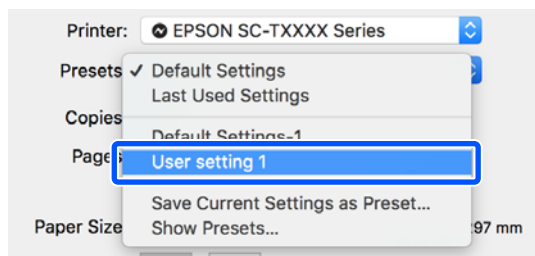 Printer: EPSON SC-TXXXX Series
Presets ✓ Default Settings
Last Used Settings
Copies
Default Settings-1
Pages
User setting 1
Save Current Settings as Preset...
Paper Size Show Presets... 97 mm